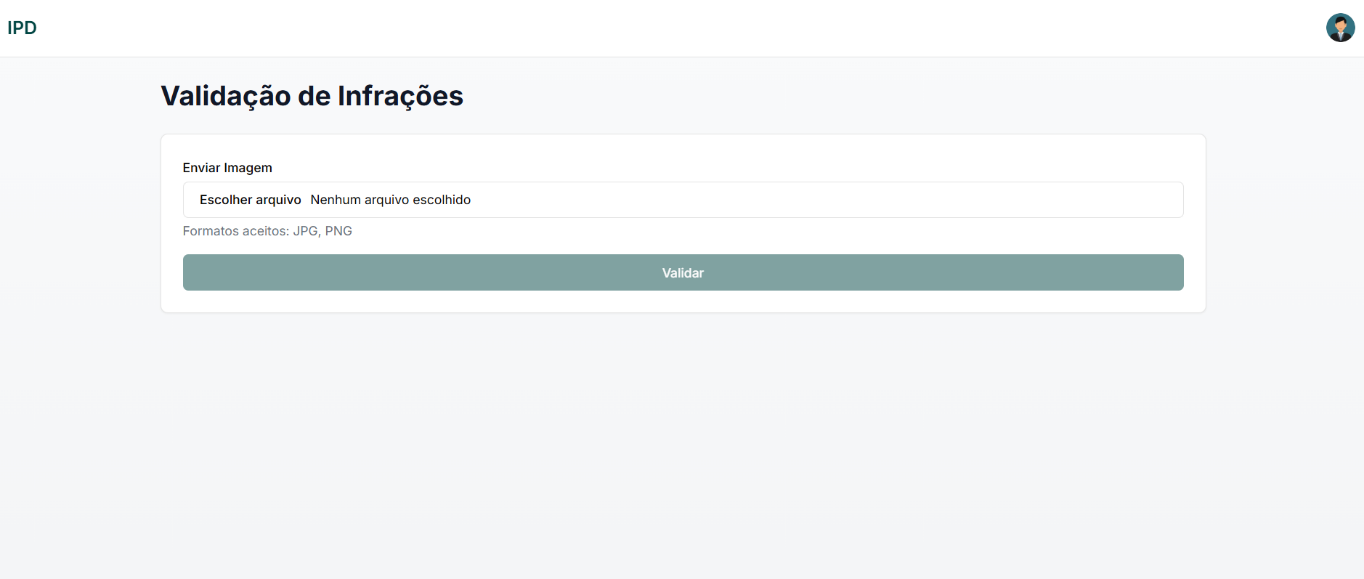 IPD
Validação de Infrações
Enviar Imagem
Escolher arquivo Nenhum arquivo escolhido
Formatos aceitos: JPG, PNG
Validar